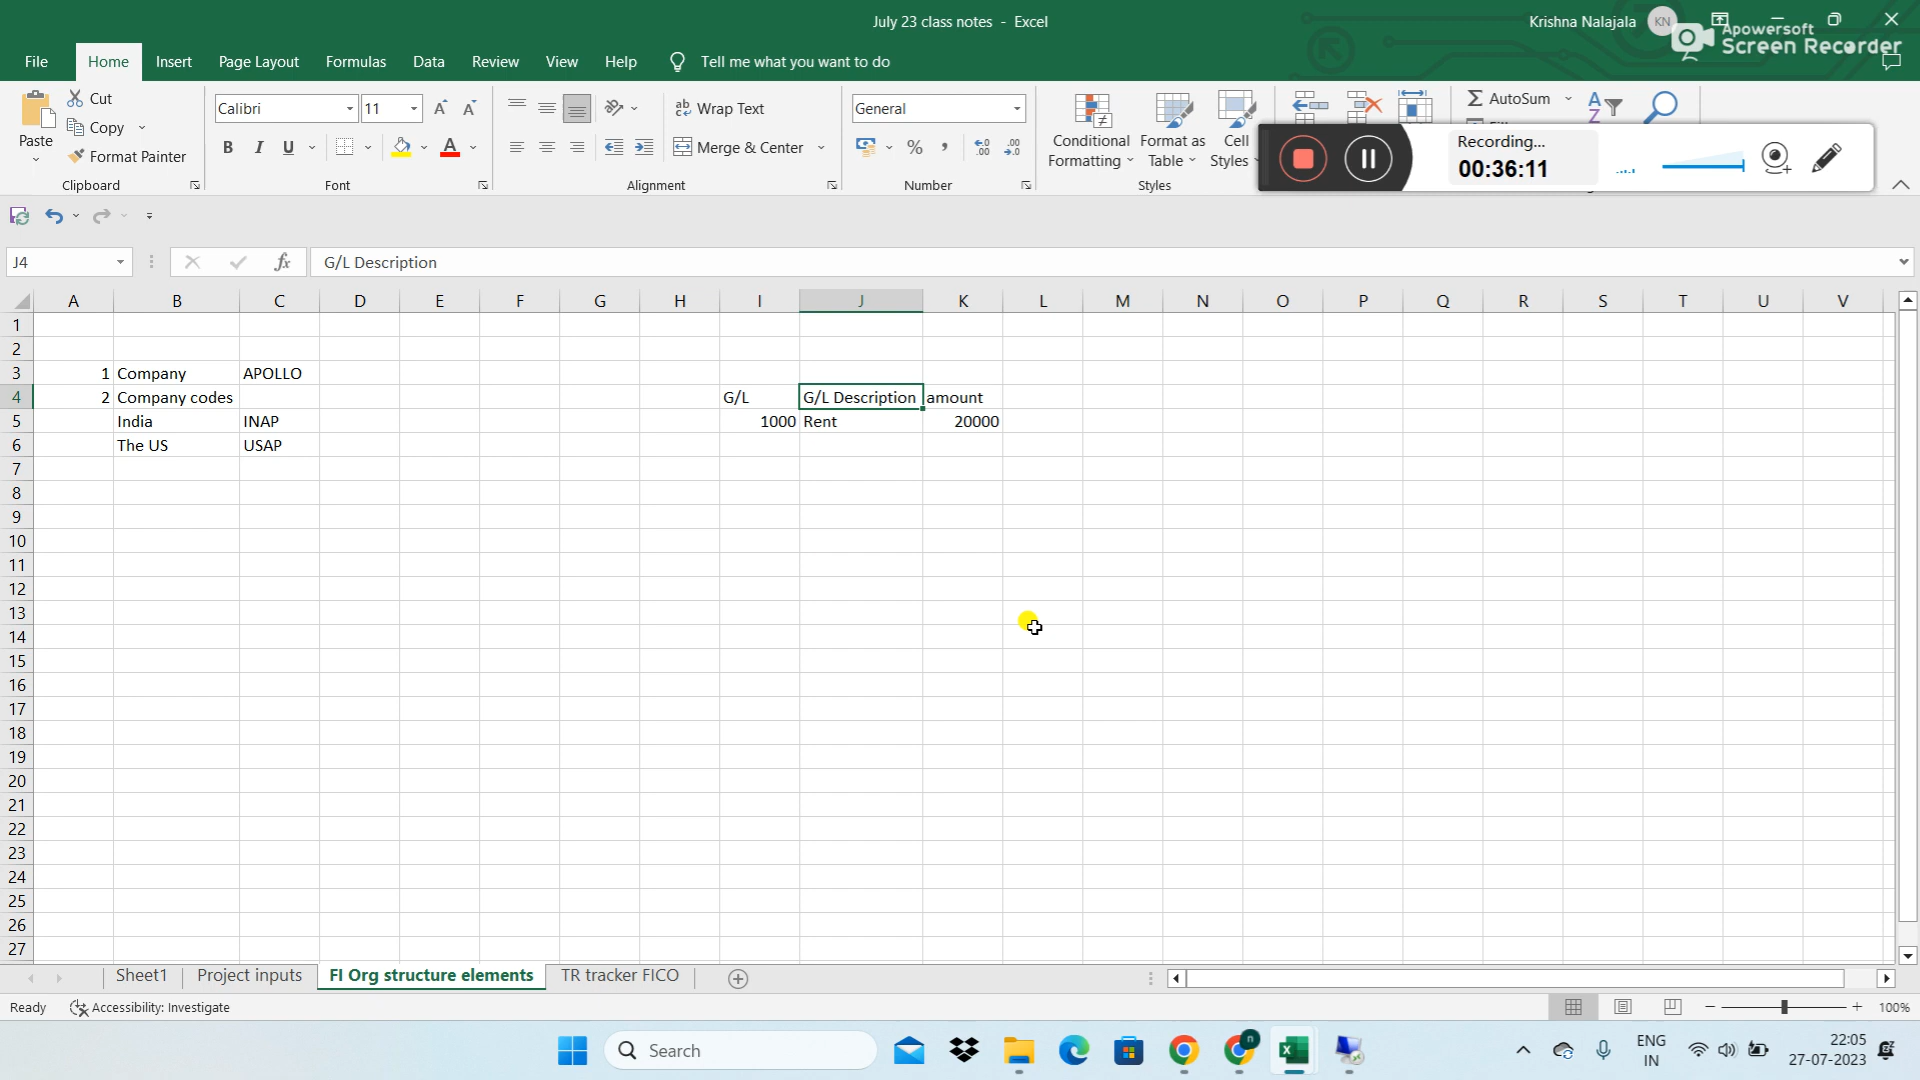 July 23 class notes - Excel
Krishna Nalajala KN
Apowersoft
Screen Recorder
File Home Insert Page Layout Formulas Data Review View Help Tell me what you want to do
Paste
Cut
Copy
Format Painter
Clipboard
Calibri 11
B I U
Font
Wrap Text
Merge & Center
Alignment
General
Number
Conditional Formatting
Format as Table
Cell Styles
Styles
AutoSum
Recording...
00:36:11
J4 fx G/L Description
A B C D E F G H I J K L M N O P Q R S T U V
1
2
3 1 Company APOLLO
4 2 Company codes G/L G/L Description amount
5 India INAP 1000 Rent 20000
6 The US USAP
7
8
9
10
11
12
13
14
15
16
17
18
19
20
21
22
23
24
25
26
27
Sheet1 Project inputs FI Org structure elements TR tracker FICO
Ready Accessibility: Investigate 100%
Search
ENG
IN
22:05
27-07-2023